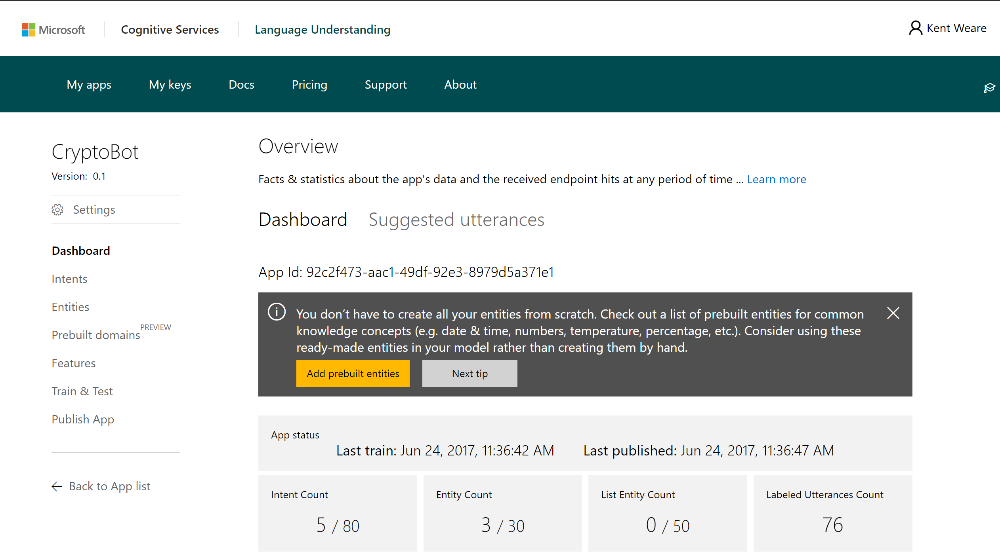 Microsoft
Cognitive Services
Language Understanding
Kent Weare
My apps
My keys
Docs
Pricing
Support
About
CryptoBot
Version: 0.1
Settings
Dashboard
Intents
Entities
Prebuilt domains PREVIEW
Features
Train & Test
Publish App
Back to App list
Overview
Facts & statistics about the app's data and the received endpoint hits at any period of time ... Learn more
Dashboard
Suggested utterances
App Id: 92c2f473-aac1-49df-92e3-8979d5a371e1
You don’t have to create all your entities from scratch. Check out a list of prebuilt entities for common
knowledge concepts (e.g. date & time, numbers, temperature, percentage, etc.). Consider using these
ready-made entities in your model rather than creating them by hand.
Add prebuilt entities
Next tip
App status
Last train: Jun 24, 2017, 11:36:42 AM
Last published: Jun 24, 2017, 11:36:47 AM
Intent Count
5 / 80
Entity Count
3 / 30
List Entity Count
0 / 50
Labeled Utterances Count
76